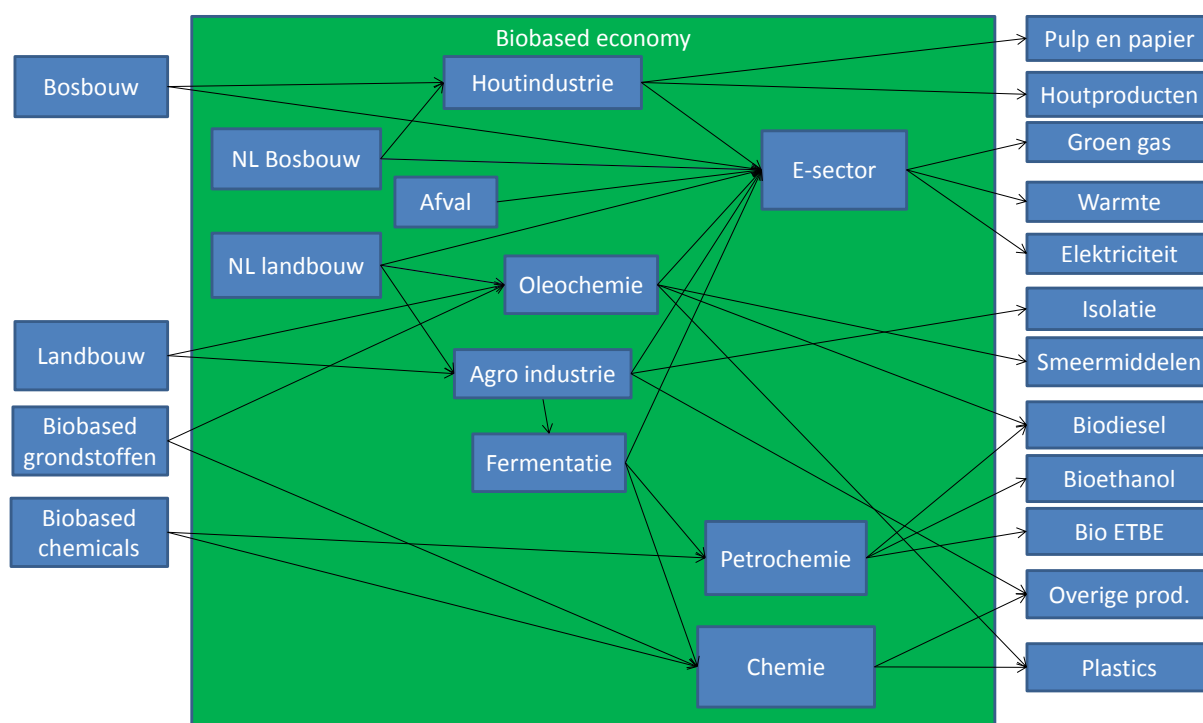 Biobased economy
Bosbouw
Landbouw
Biobased
grondstoffen
Biobased
chemicals
Houtindustrie
NL Bosbouw
Afval
NL landbouw
E-sector
Oleochemie
Agro industrie
Fermentatie
Petrochemie
Chemie
Pulp en papier
Houtproducten
Groen gas
Warmte
Elektriciteit
Isolatie
Smeermiddelen
Biodiesel
Bioethanol
Bio ETBE
Overige prod.
Plastics